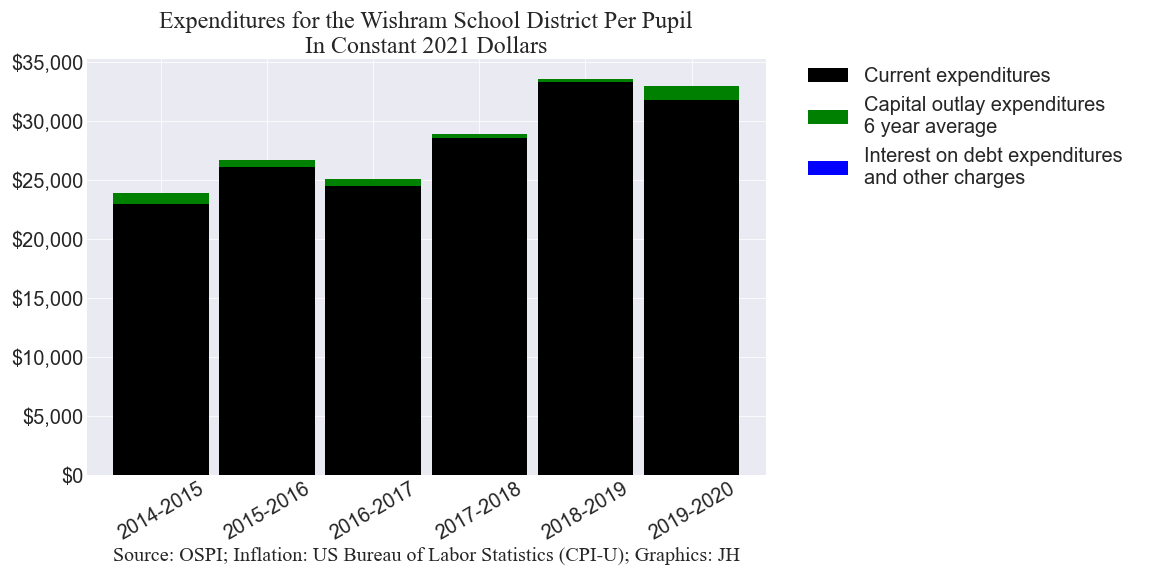 Expenditures for the Wishram School District Per Pupil
In Constant 2021 Dollars
$35,000
$30,000
$25,000
$20,000
$15,000
$10,000
$5,000
$0
2014-2015
2015-2016
2016-2017
2017-2018
2018-2019
2019-2020
Current expenditures
Capital outlay expenditures
6 year average
Interest on debt expenditures
and other charges
Source: OSPI; Inflation: US Bureau of Labor Statistics (CPI-U); Graphics: JH